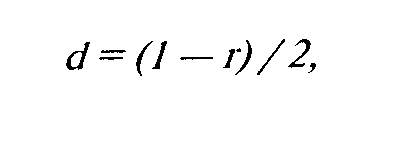 d = (1 — r) / 2,